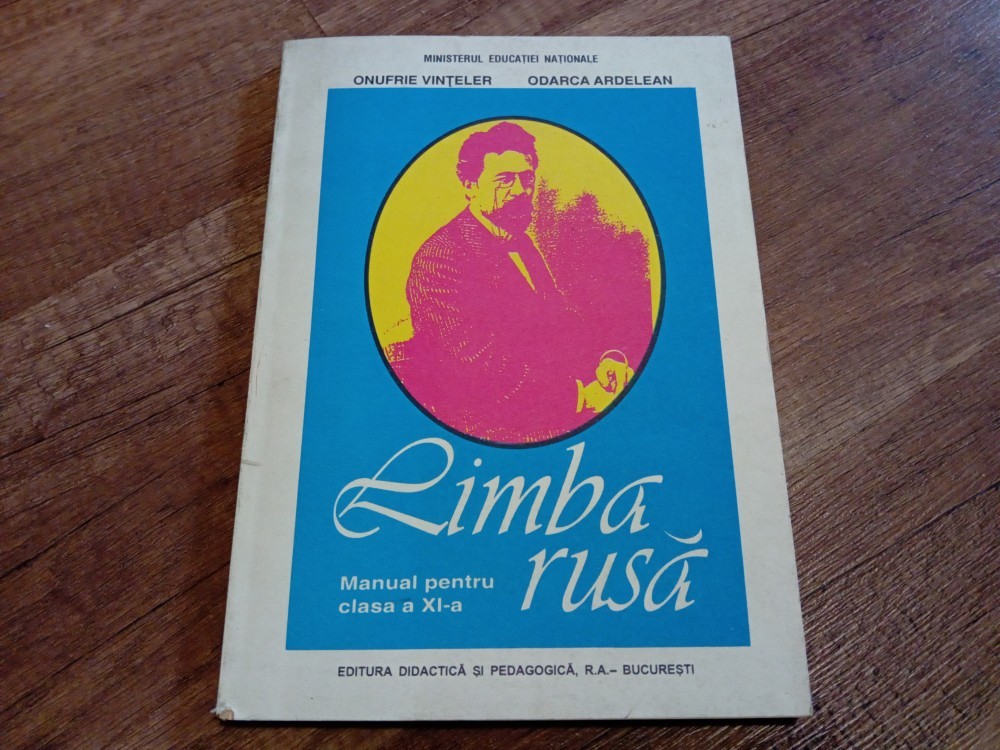 MINISTERUL EDUCAȚIEI NAȚIONALE
ONUFRIE VINȚELER ODARCA ARDELEAN
Limba
rusă
Manual pentru
clasa a XI-a
EDITURA DIDACTICĂ ȘI PEDAGOGICĂ, R.A.– BUCUREȘTI